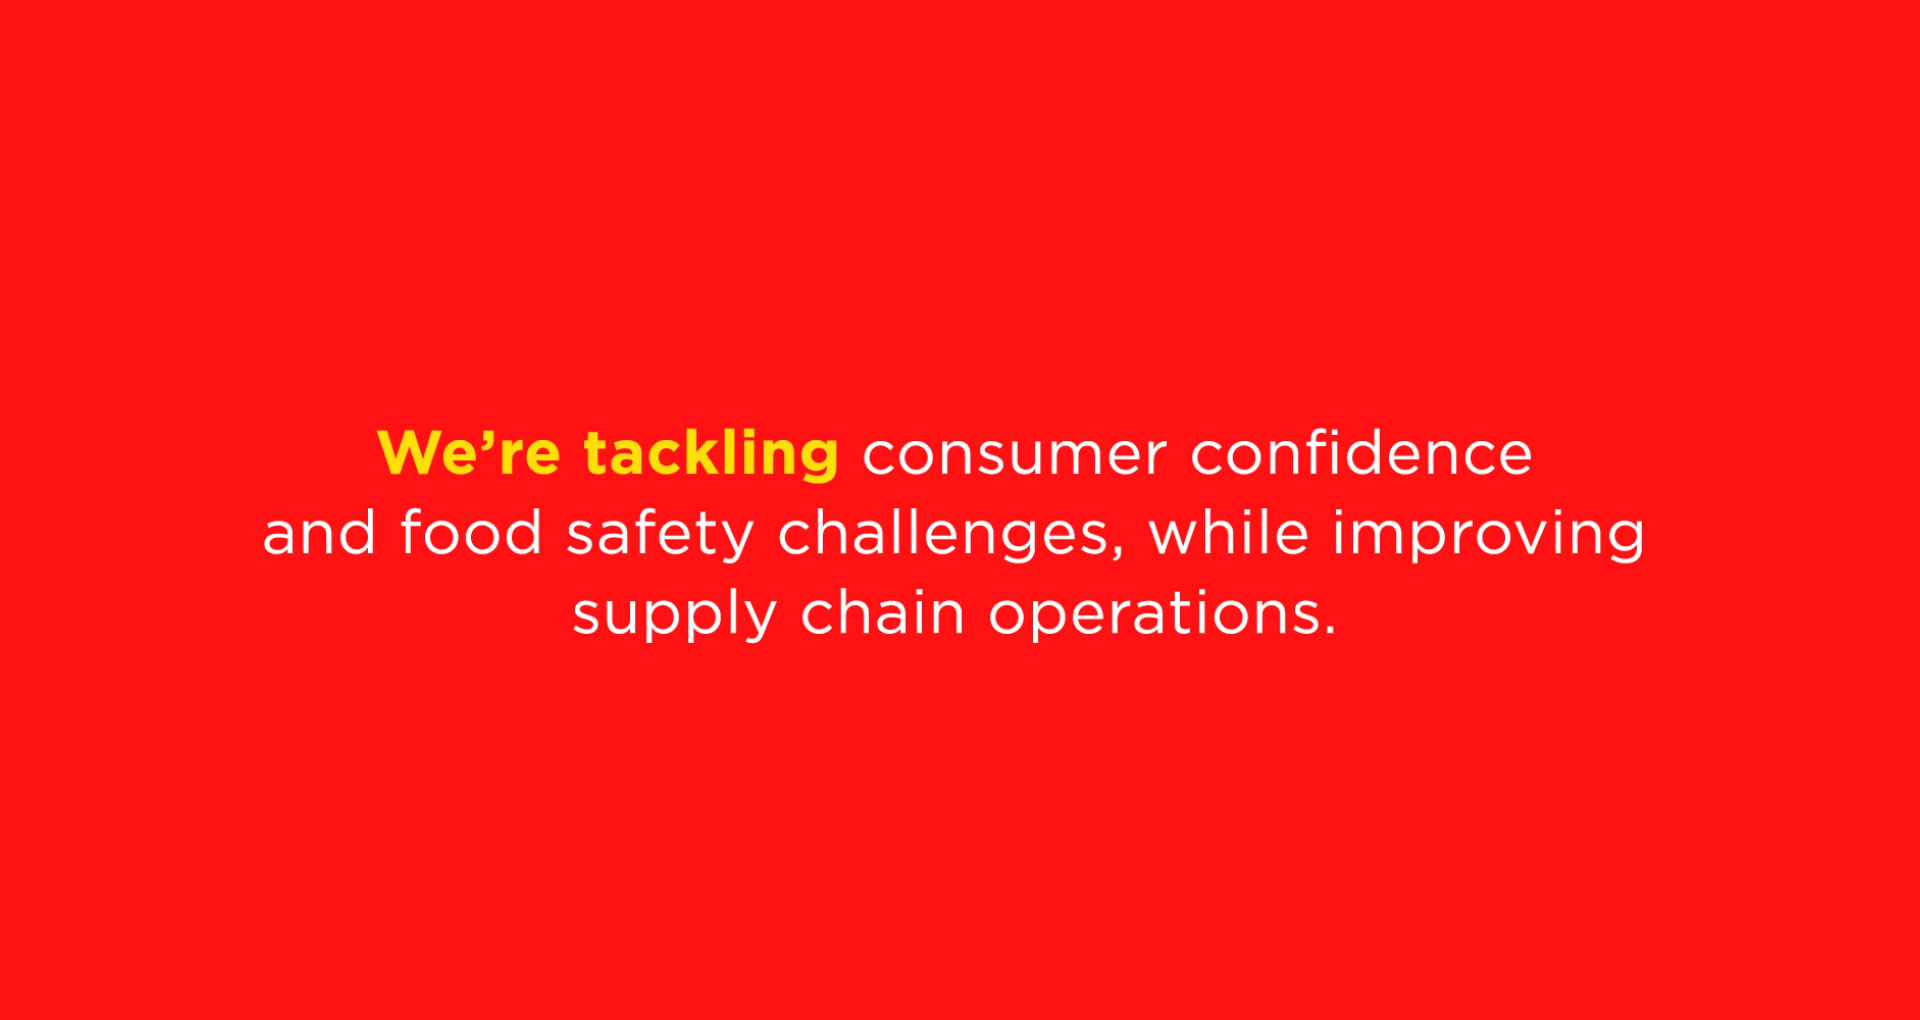 We’re tackling consumer confidence
and food safety challenges, while improving
supply chain operations.